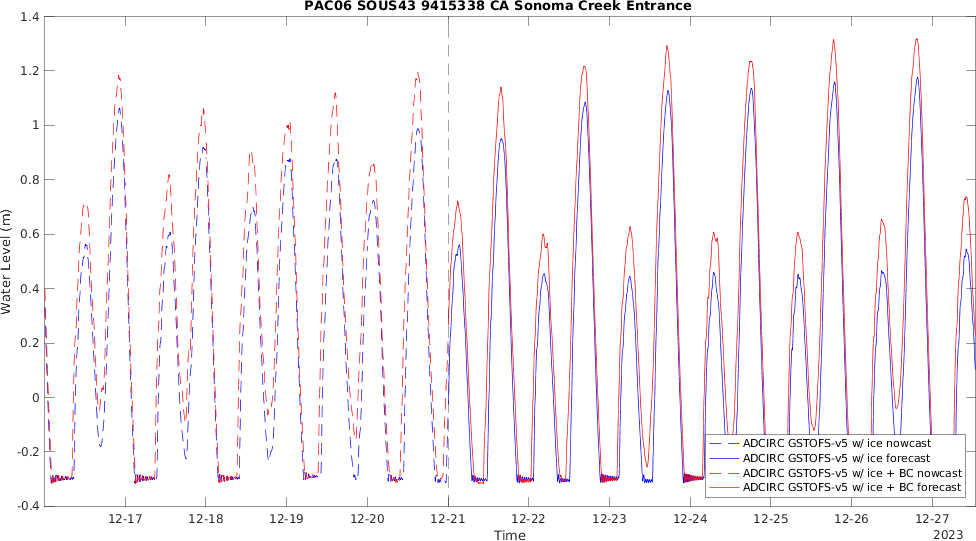 PAC06 SOUS43 9415338 CA Sonoma Creek Entrance
1.4
1.2
1
0.8
0.6
0.4
0.2
0
-0.2
-0.4
Water Level (m)
ADCIRC GSTOFS-v5 w/ ice nowcast
ADCIRC GSTOFS-v5 w/ ice forecast
ADCIRC GSTOFS-v5 w/ ice + BC nowcast
ADCIRC GSTOFS-v5 w/ ice + BC forecast
12-17 12-18 12-19 12-20 12-21 12-22 12-23 12-24 12-25 12-26 12-27
Time
2023